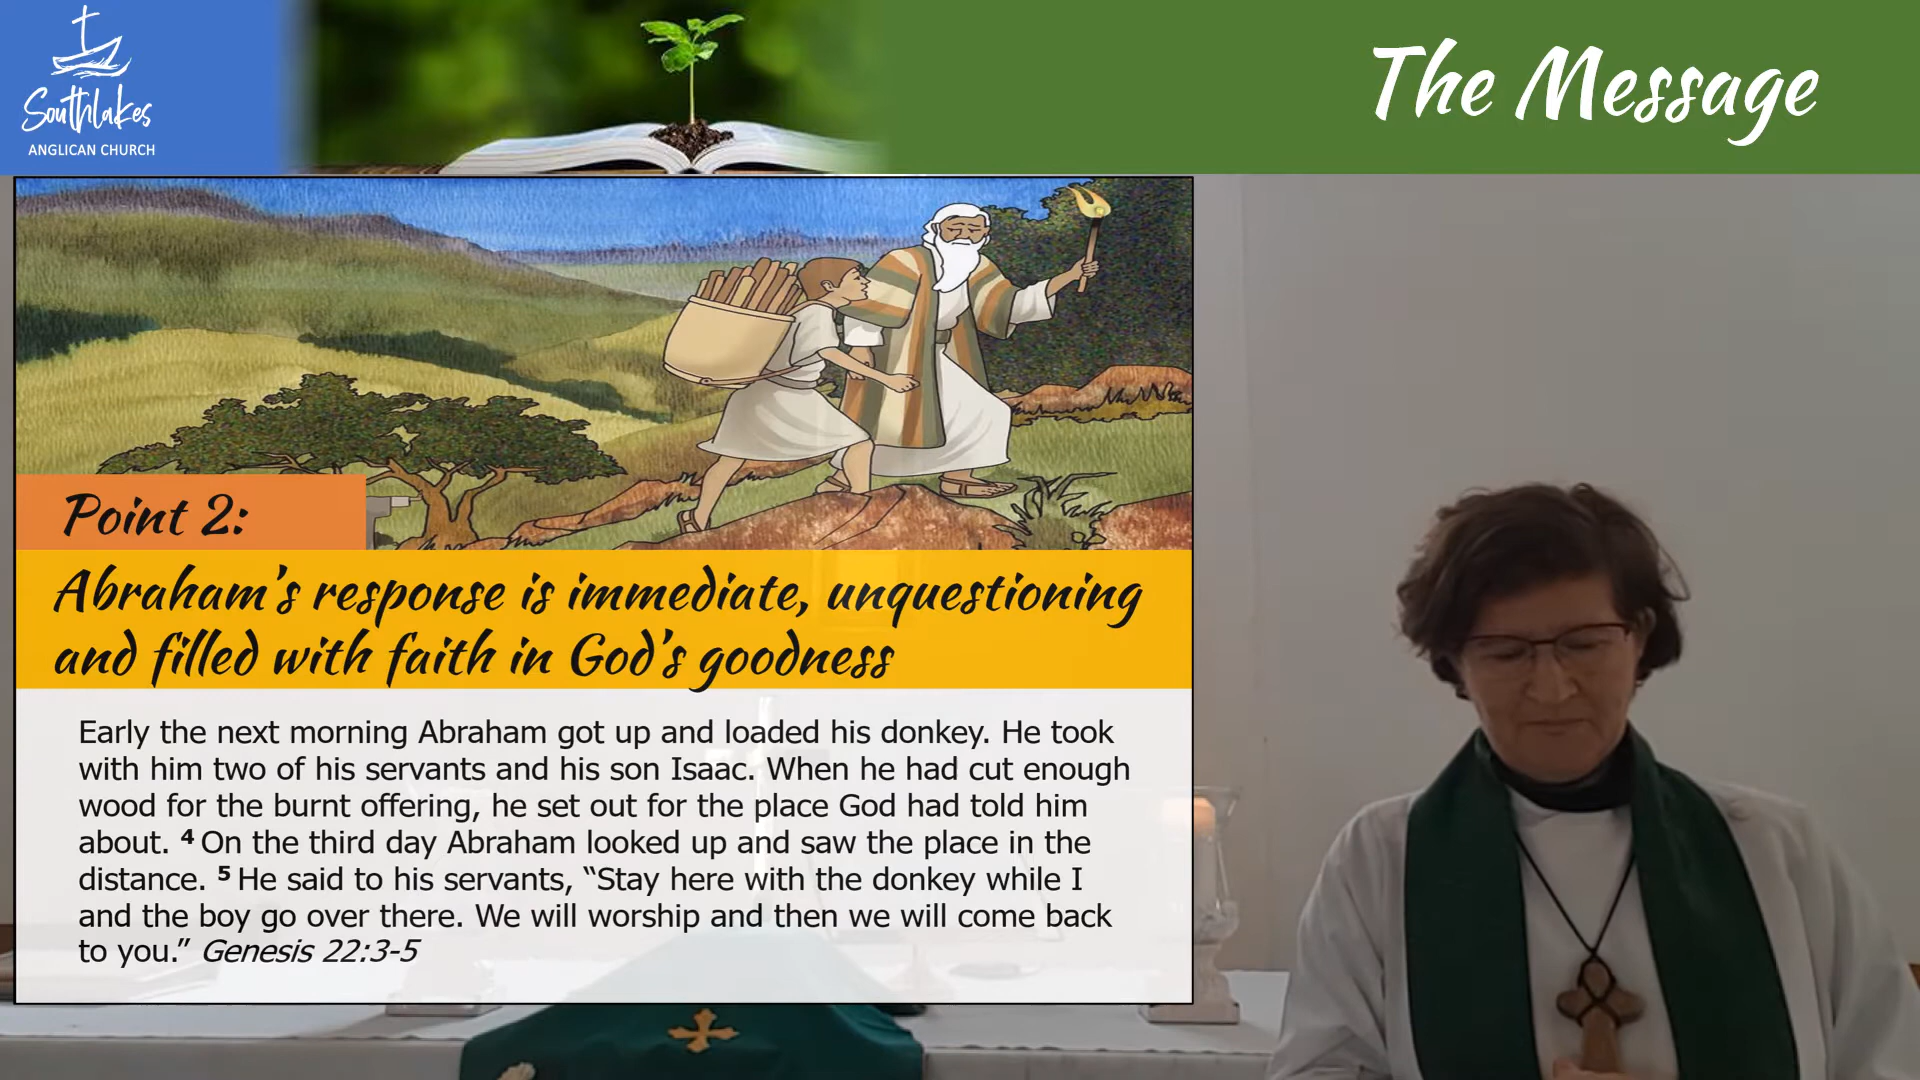 Southlakes
ANGLICAN CHURCH
The Message
Point 2:
Abraham's response is immediate, unquestioning
and filled with faith in God's goodness
Early the next morning Abraham got up and loaded his donkey. He took
with him two of his servants and his son Isaac. When he had cut enough
wood for the burnt offering, he set out for the place God had told him
about. 4 On the third day Abraham looked up and saw the place in the
distance. 5 He said to his servants, “Stay here with the donkey while I
and the boy go over there. We will worship and then we will come back
to you.” Genesis 22:3-5